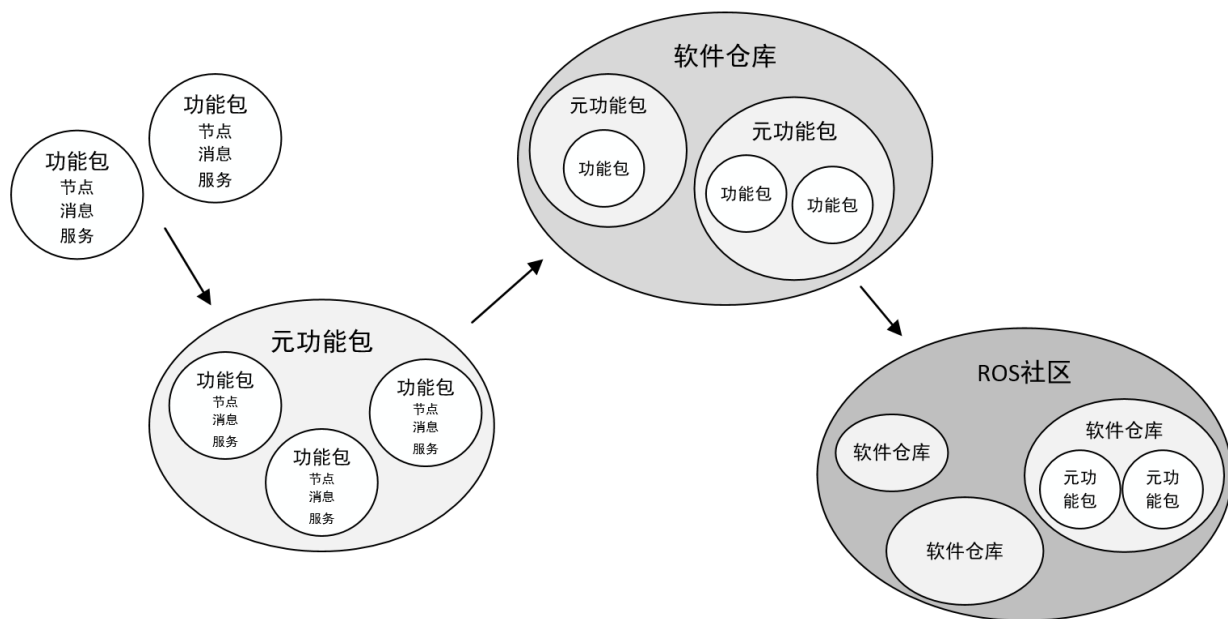 功能包
节点
消息
服务
功能包
节点
消息
服务
元功能包
功能包
节点
消息
服务
功能包
节点
消息
服务
功能包
节点
消息
服务
软件仓库
元功能包
功能包
元功能包
功能包
功能包
ROS社区
软件仓库
软件仓库
软件仓库
元功
能包
元功
能包